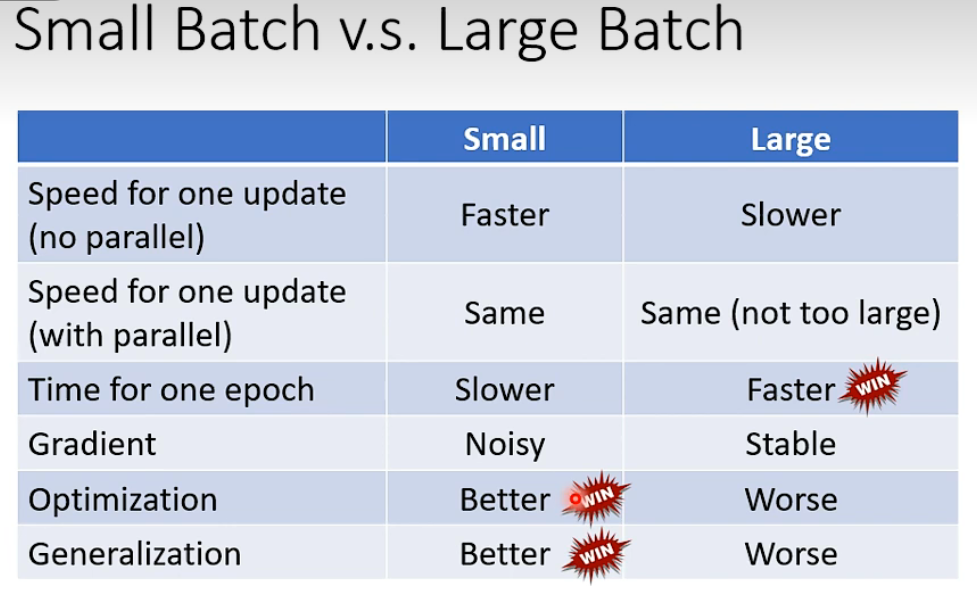 Small Batch v.s. Large Batch
Small Large
Speed for one update
(no parallel) Faster Slower
Speed for one update
(with parallel) Same Same (not too large)
Time for one epoch Slower Faster WIN
Gradient Noisy Stable
Optimization Better WIN Worse
Generalization Better WIN Worse